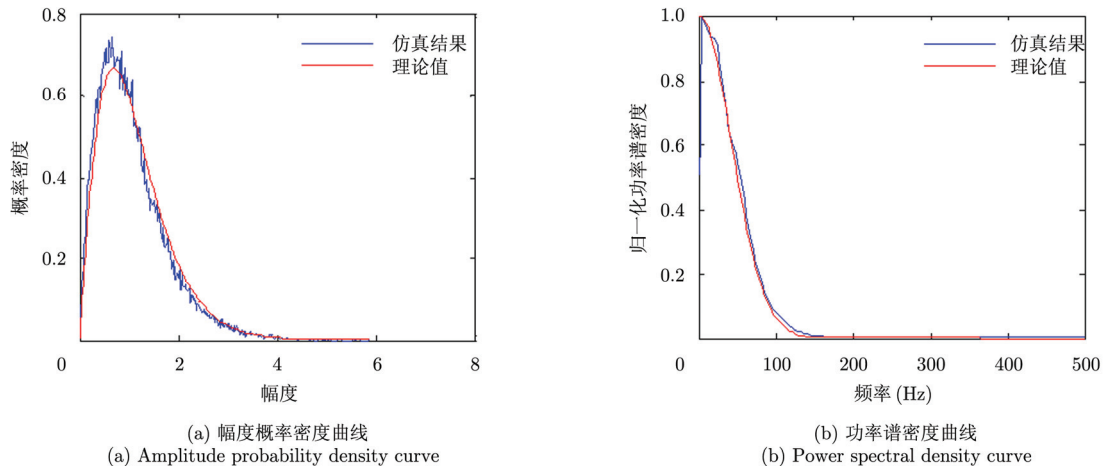 0.8
0.6
0.4
0.2
0
2
4
6
8
概率密度
幅度
仿真结果
理论值
(a) 幅度概率密度曲线
(a) Amplitude probability density curve
1.0
0.8
0.6
0.4
0.2
0
100
200
300
400
500
归一化功率谱密度
频率 (Hz)
仿真结果
理论值
(b) 功率谱密度曲线
(b) Power spectral density curve